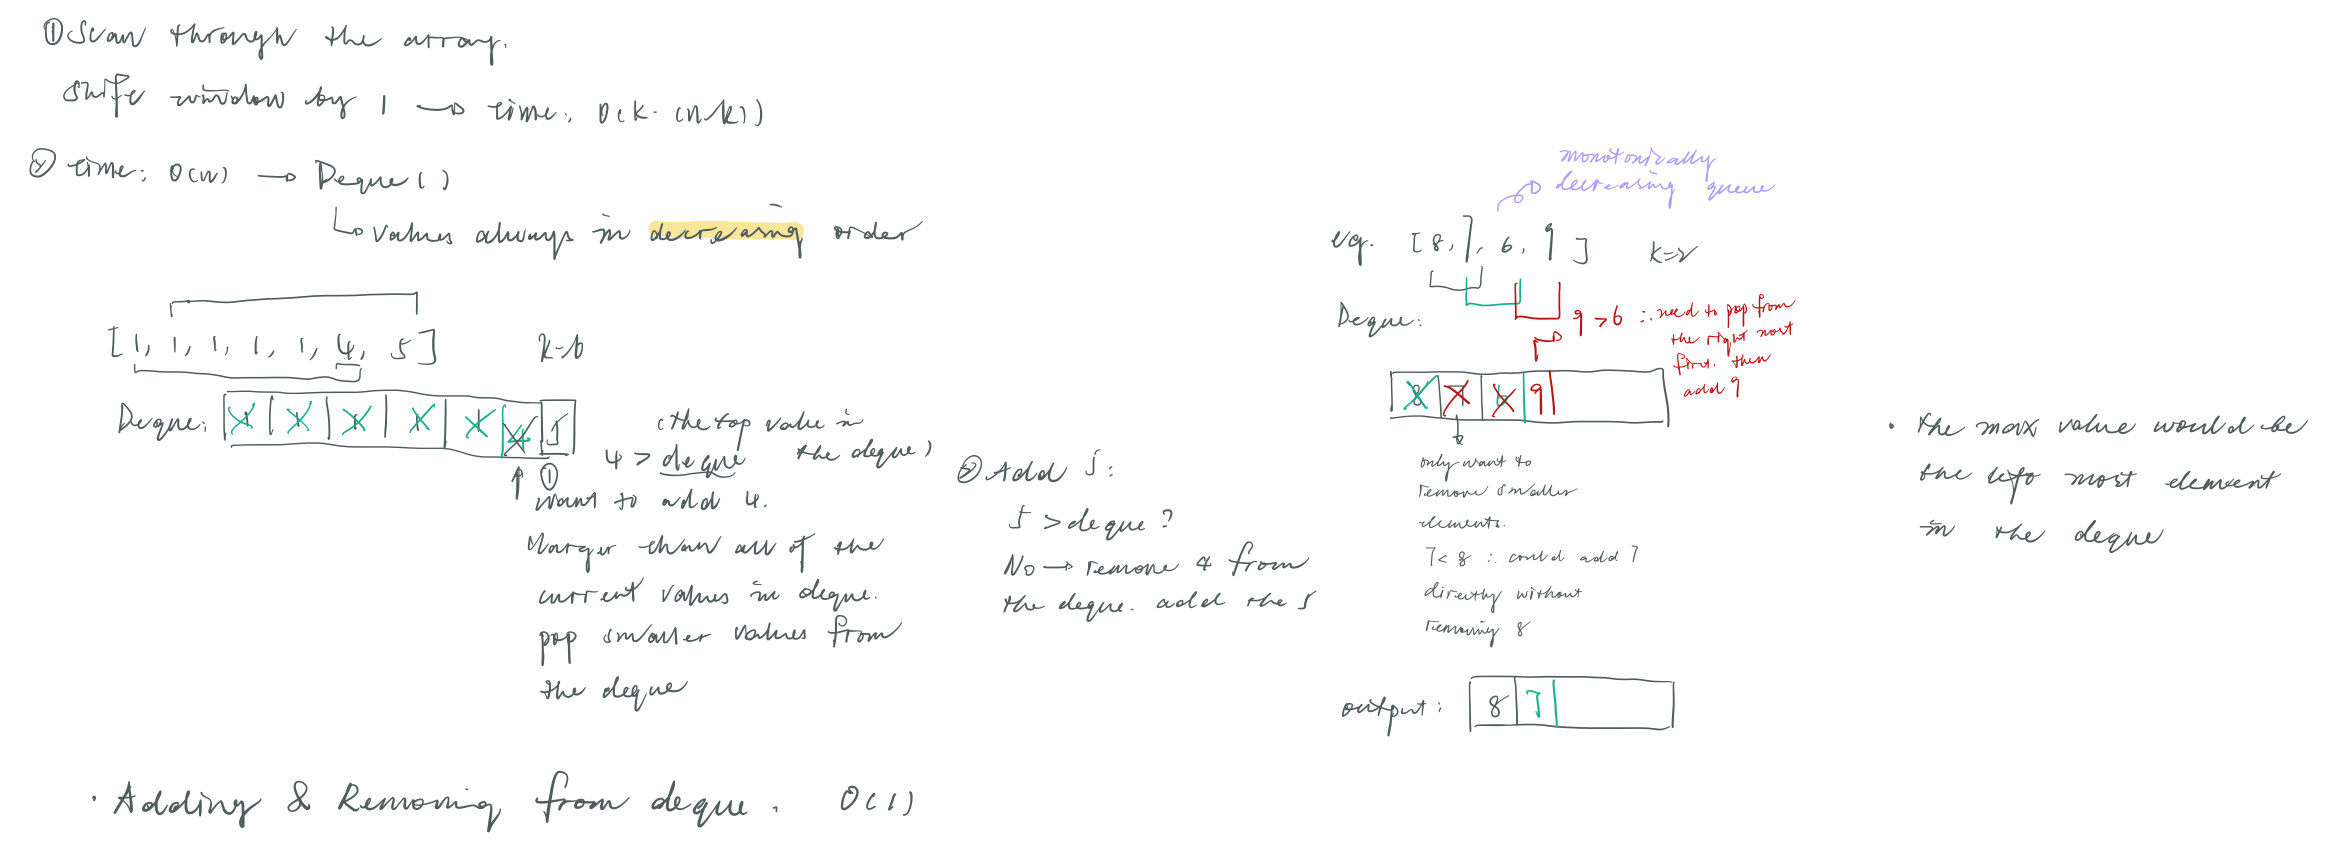 ① Scan through the array.
shift window by 1 → time: O(k·(n-k))
② time: O(n) → Deque()
↳ values always in decreasing order
[1, 1, 1, 1, 1, 4, 5] k=6
Deque: 1 1 1 1 1 4 5
4 > deque (the top value in the deque)
① want to add 4.
larger than all of the
current values in deque.
pop smaller values from
the deque
② Add 5:
5 > deque?
No → remove 4 from
the deque. add the 5
monotonically
decreasing queue
eg. [8, 7, 6, 9] k=2
Deque:
9 > 6 ∴ need to pop from
the right most
first. then
add 9
8 7 6 9
only want to
remove smaller
elements.
7 < 8 ∴ could add 7
directly without
removing 8
output: 8 7
• the max value would be
the left most element
in the deque
• Adding & Removing from deque. O(1)